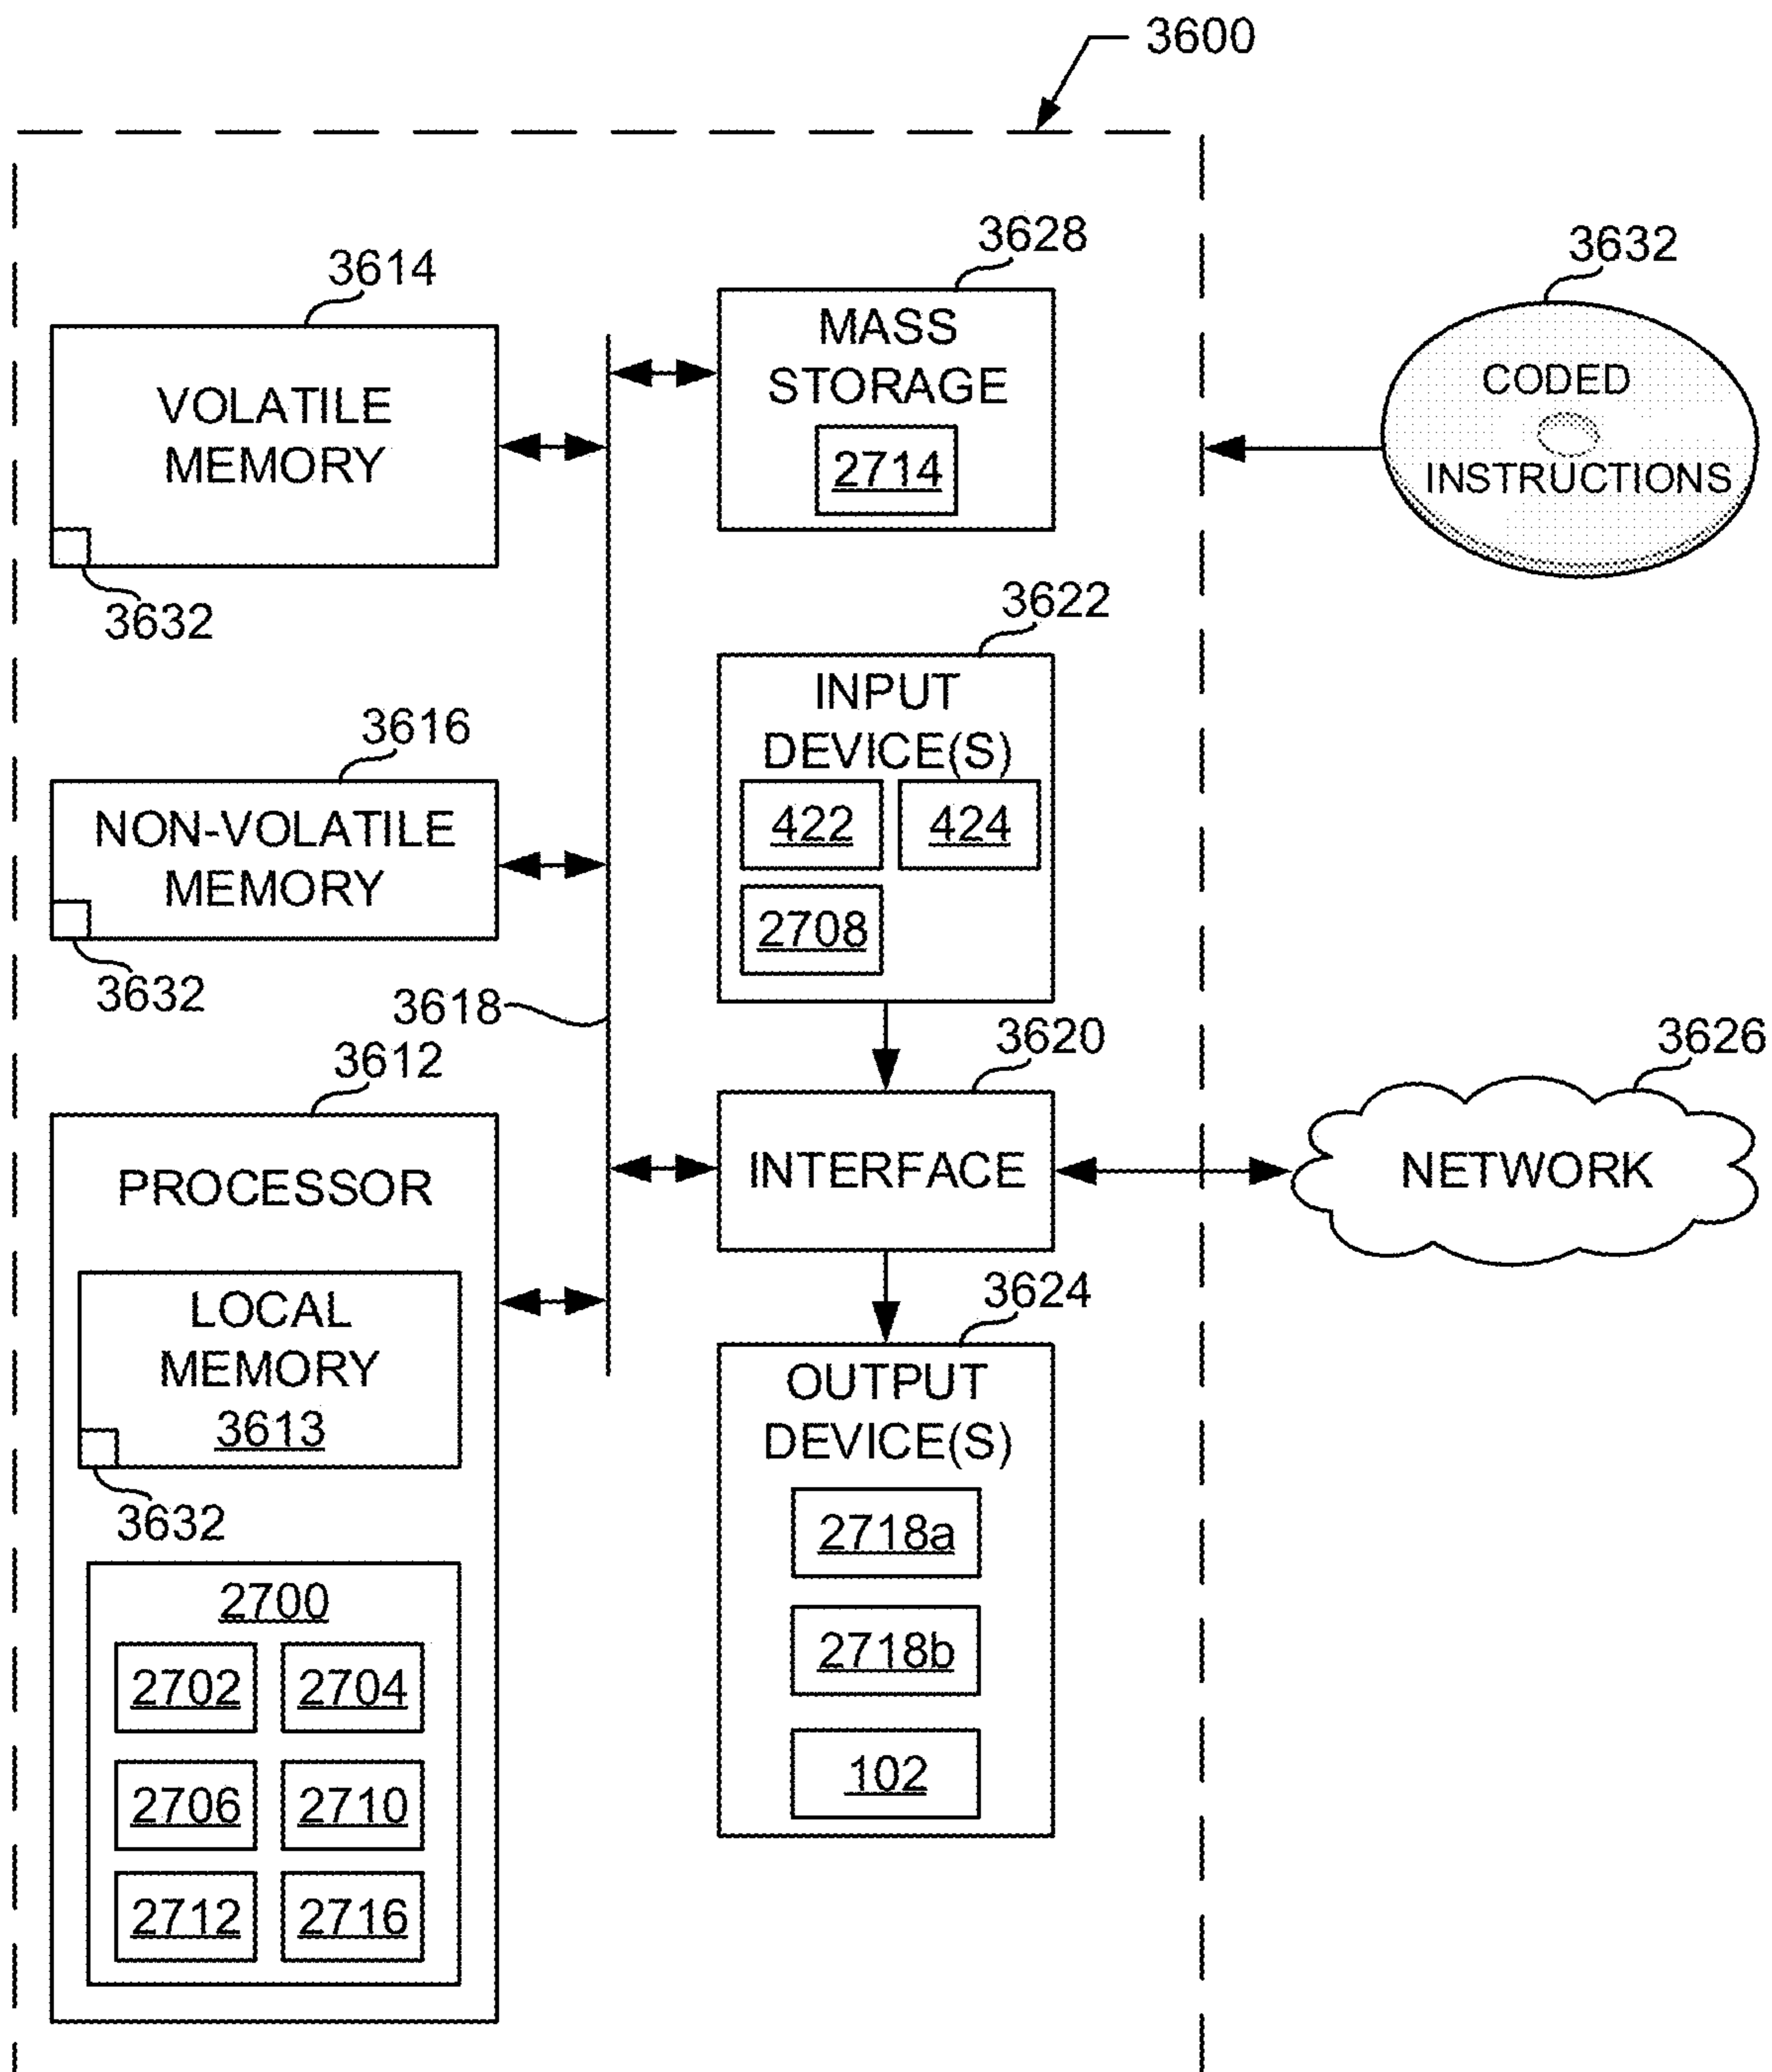 3600
3614
VOLATILE
MEMORY
3632
3628
MASS
STORAGE
2714
3632
CODED
INSTRUCTIONS
3616
NON-VOLATILE
MEMORY
3632
3618
3622
INPUT
DEVICE(S)
422
424
2708
3612
PROCESSOR
LOCAL
MEMORY
3613
3632
2700
2702
2704
2706
2710
2712
2716
3620
INTERFACE
3626
NETWORK
3624
OUTPUT
DEVICE(S)
2718a
2718b
102